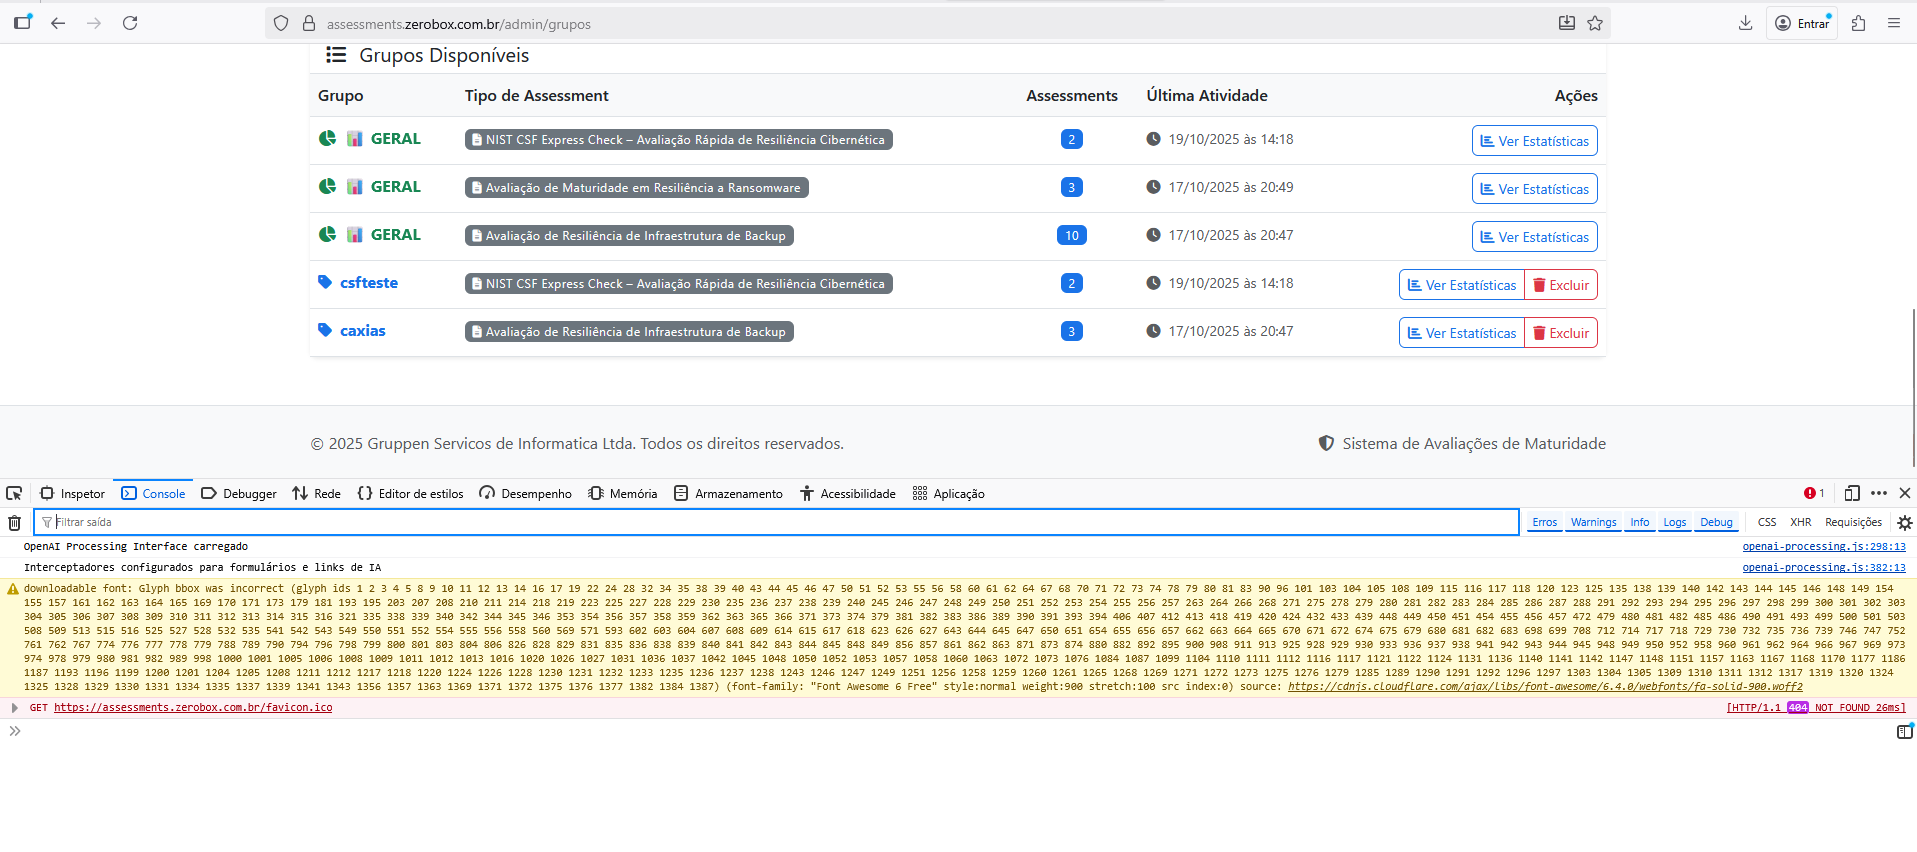 assessments.zerobox.com.br/admin/grupos
Entrar
Grupos Disponíveis
Grupo Tipo de Assessment Assessments Última Atividade Ações
GERAL NIST CSF Express Check – Avaliação Rápida de Resiliência Cibernética 2 19/10/2025 às 14:18 Ver Estatísticas
GERAL Avaliação de Maturidade em Resiliência a Ransomware 3 17/10/2025 às 20:49 Ver Estatísticas
GERAL Avaliação de Resiliência de Infraestrutura de Backup 10 17/10/2025 às 20:47 Ver Estatísticas
csfteste NIST CSF Express Check – Avaliação Rápida de Resiliência Cibernética 2 19/10/2025 às 14:18 Ver Estatísticas Excluir
caxias Avaliação de Resiliência de Infraestrutura de Backup 3 17/10/2025 às 20:47 Ver Estatísticas Excluir
© 2025 Gruppen Servicos de Informatica Ltda. Todos os direitos reservados. Sistema de Avaliações de Maturidade
Inspetor Console Debugger Rede Editor de estilos Desempenho Memória Armazenamento Acessibilidade Aplicação 1
Filtrar saída Erros Warnings Info Logs Debug CSS XHR Requisições
OpenAI Processing Interface carregado openai-processing.js:298:13
Interceptadores configurados para formulários e links de IA openai-processing.js:382:13
downloadable font: Glyph bbox was incorrect (glyph ids 1 2 3 4 5 8 9 10 11 12 13 14 16 17 19 22 24 28 32 34 35 38 39 40 43 44 45 46 47 50 51 52 53 55 56 58 60 61 62 64 67 68 70 71 72 73 74 78 79 80 81 83 90 96 101 103 104 105 108 109 115 116 117 118 120 123 125 135 138 139 140 142 143 144 145 146 148 149 154
155 157 161 162 163 164 165 169 170 171 173 179 181 193 195 203 207 208 210 211 214 218 219 223 225 227 228 229 230 235 236 237 238 239 240 245 246 247 248 249 250 251 252 253 254 255 256 257 263 264 266 268 271 275 278 279 280 281 282 283 284 285 286 287 288 291 292 293 294 295 296 297 298 299 300 301 302 303
304 305 306 307 308 309 310 311 312 313 314 315 316 321 335 338 339 340 342 344 345 346 353 354 356 357 358 359 362 363 365 366 371 373 374 379 381 382 383 386 389 390 391 393 394 406 407 412 413 418 419 420 424 432 433 439 448 449 450 451 454 455 456 457 472 479 480 481 482 485 486 490 491 493 499 500 501 503
508 509 513 515 516 525 527 528 532 535 541 542 543 549 550 551 552 554 555 556 558 560 569 571 593 602 603 604 607 608 609 614 615 617 618 623 626 627 643 644 645 647 650 651 654 655 656 657 662 663 664 665 670 671 672 674 675 679 680 681 682 683 698 699 708 712 714 717 718 729 730 732 735 736 739 746 747 752
761 762 767 774 776 777 778 779 787 788 789 790 794 796 798 799 800 801 803 804 806 826 828 829 831 835 836 838 839 840 841 842 843 844 845 848 849 856 857 861 862 863 871 873 874 880 882 892 895 900 908 911 913 925 928 929 930 933 936 937 938 941 942 943 944 945 948 949 950 952 958 960 961 962 964 966 967 969 973
974 978 979 980 981 982 989 998 1000 1001 1005 1006 1008 1009 1011 1012 1013 1016 1020 1026 1027 1031 1036 1037 1042 1045 1048 1050 1052 1053 1057 1058 1060 1063 1072 1073 1076 1084 1087 1099 1104 1110 1111 1112 1116 1117 1121 1122 1124 1131 1136 1140 1141 1142 1147 1148 1151 1157 1163 1167 1168 1170 1177 1186
1187 1193 1196 1199 1200 1201 1204 1205 1208 1211 1212 1217 1218 1220 1224 1226 1228 1230 1231 1232 1233 1235 1236 1237 1238 1243 1246 1247 1249 1251 1256 1258 1259 1260 1261 1265 1268 1269 1271 1272 1273 1275 1276 1279 1285 1289 1290 1291 1292 1296 1297 1303 1304 1305 1309 1310 1311 1312 1317 1319 1320 1324
1325 1328 1329 1330 1331 1334 1335 1337 1339 1341 1343 1356 1357 1363 1369 1371 1372 1375 1376 1377 1382 1384 1387) (font-family: "Font Awesome 6 Free" style:normal weight:900 stretch:100 src index:0) source: https://cdnjs.cloudflare.com/ajax/libs/font-awesome/6.4.0/webfonts/fa-solid-900.woff2
GET https://assessments.zerobox.com.br/favicon.ico [HTTP/1.1 404 NOT FOUND 26ms]